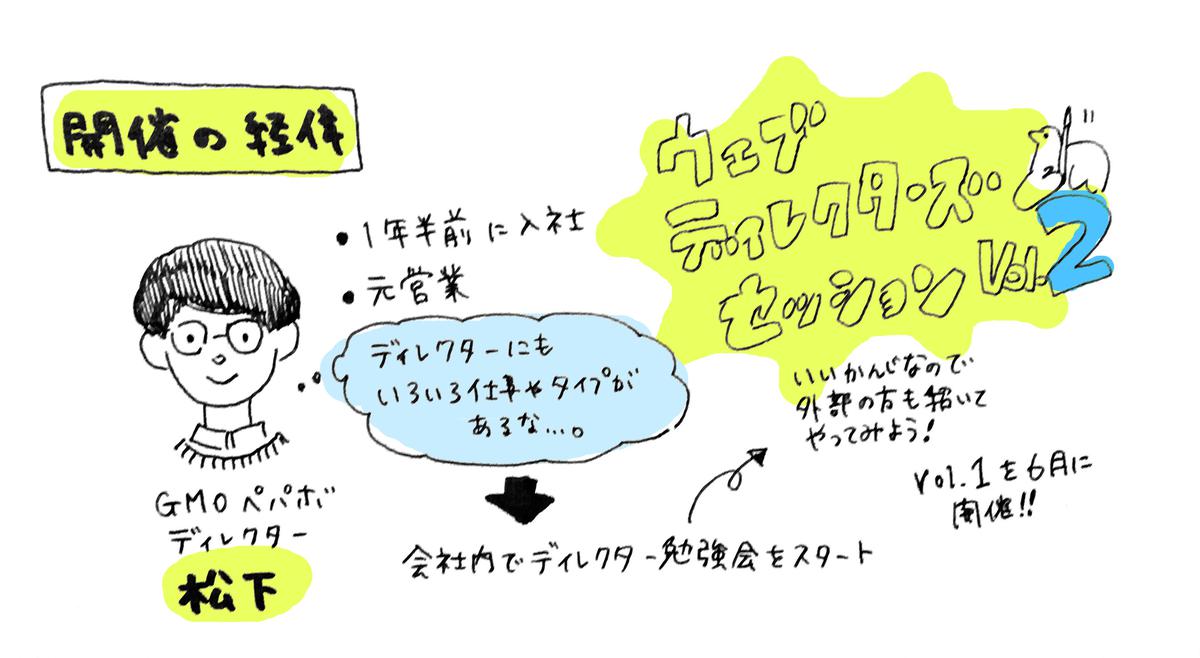 開催の経緯
ウェブ
ディレクターズ
セッション Vol.2
・1年半前に入社
・元営業
ディレクターにも
いろいろ仕事やタイプが
あるな…。
GMOペパボ
ディレクター
松下
会社内でディレクター勉強会をスタート
いいかんじなので
外部の方も招いて
やってみよう!
vol.1を6月に
開催!!